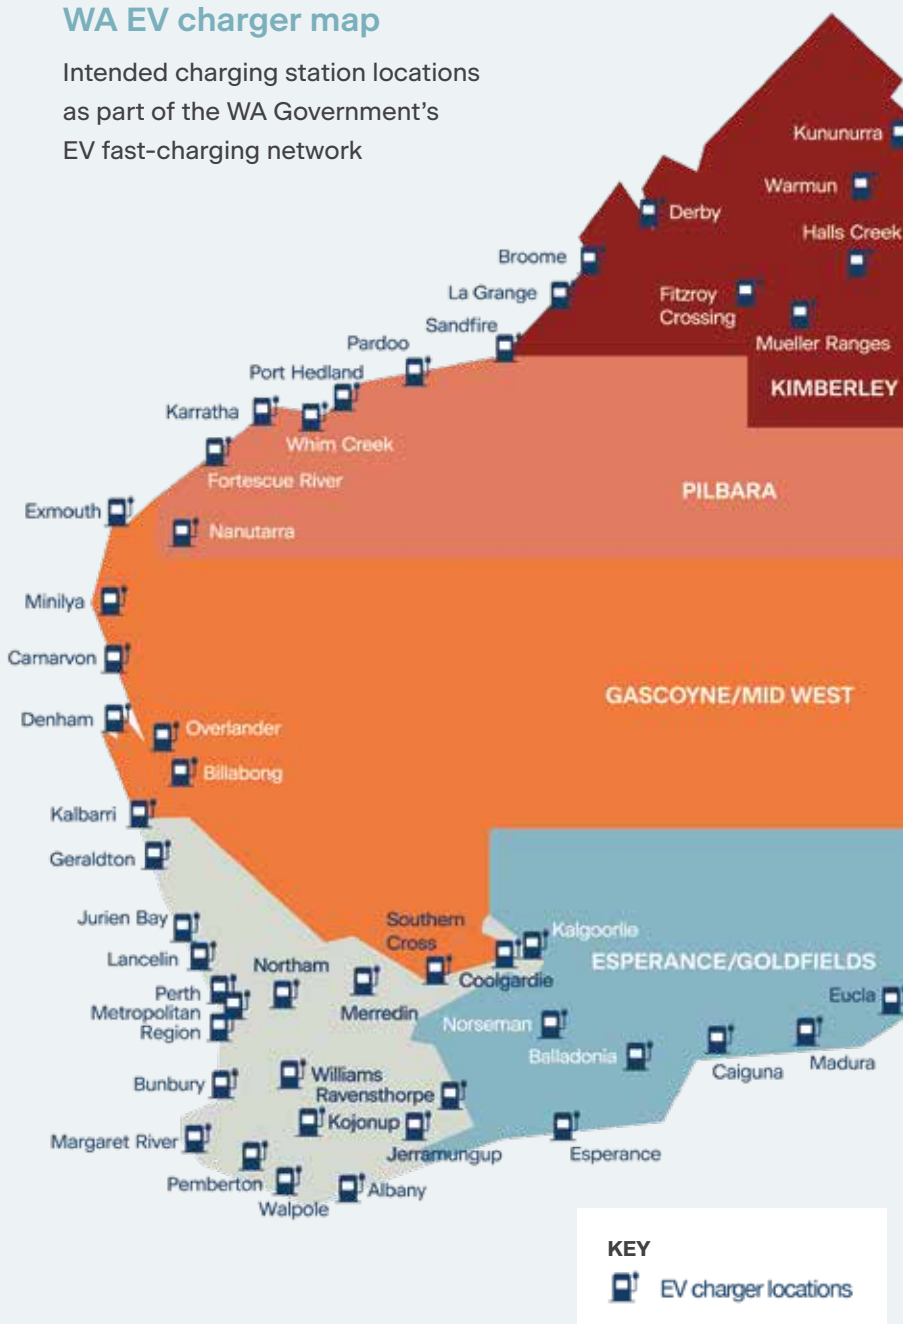 WA EV charger map
Intended charging station locations
as part of the WA Government's
EV fast-charging network
Kununurra
Warmun
Derby
Halls Creek
Broome
La Grange
Fitzroy
Crossing
Sandfire
Pardoo
Mueller Ranges
Port Hedland
KIMBERLEY
Karratha
Whim Creek
Fortescue River
PILBARA
Exmouth
Nanutarra
Minilya
Carnarvon
GASCOYNE/MID WEST
Denham
Overlander
Billabong
Kalbarri
Geraldton
Jurien Bay
Southern
Cross
Kalgoorlie
Lancelin
Northam
ESPERANCE/GOLDFIELDS
Coolgardie
Perth
Metropolitan
Region
Merredin
Eucla
Norseman
Balladonia
Caiguna
Madura
Bunbury
Williams
Ravensthorpe
Kojonup
Margaret River
Jerramungup
Esperance
Pemberton
Albany
Walpole
KEY
EV charger locations